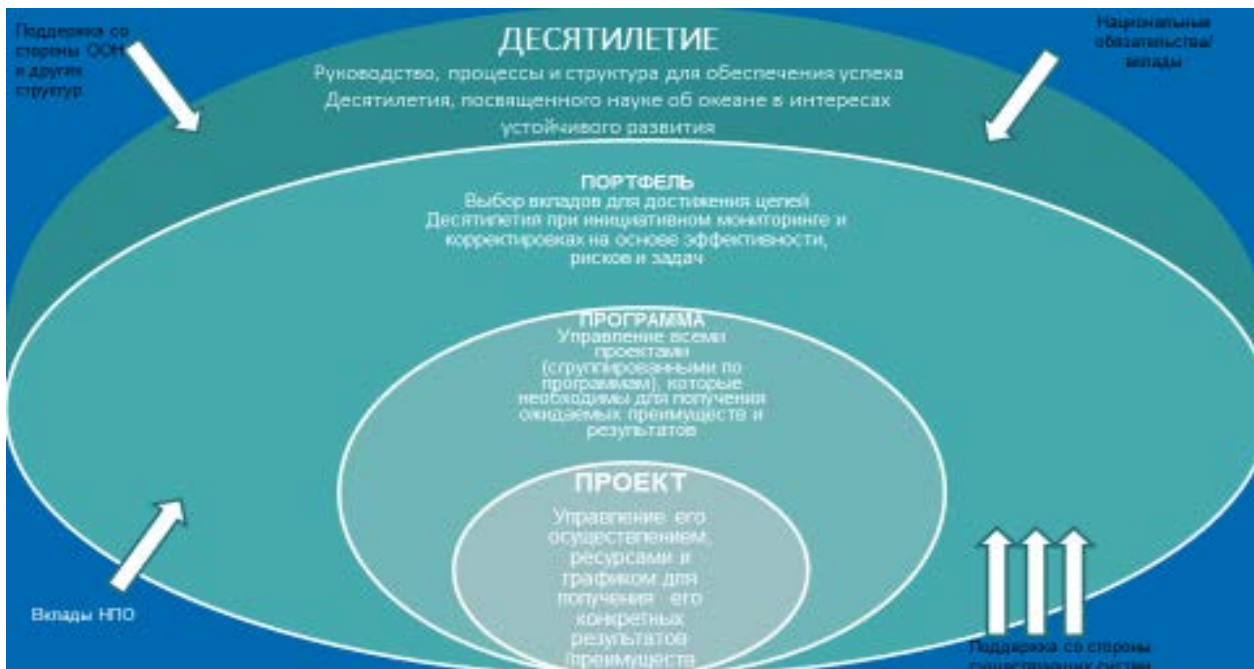 Поддержка со
стороны ООН
и других
структур
ДЕСЯТИЛЕТИЕ
Руководство, процессы и структура для обеспечения успеха
Десятилетия, посвященного науке об океане в интересах
устойчивого развития
Национальные
обязательства/
вклады
ПОРТФЕЛЬ
Выбор вкладов для достижения целей
Десятилетия при инициативном мониторинге и
корректировках на основе эффективности,
рисков и задач
ПРОГРАММА
Управление всеми
проектами
(сгруппированными по
программам), которые
необходимы для получения
ожидаемых преимуществ и
результатов
ПРОЕКТ
Управление его
осуществлением,
ресурсами и
графиком для
получения его
конкретных
результатов
/преимуществ
Вклады НПО
Поддержка со стороны
существующих систем